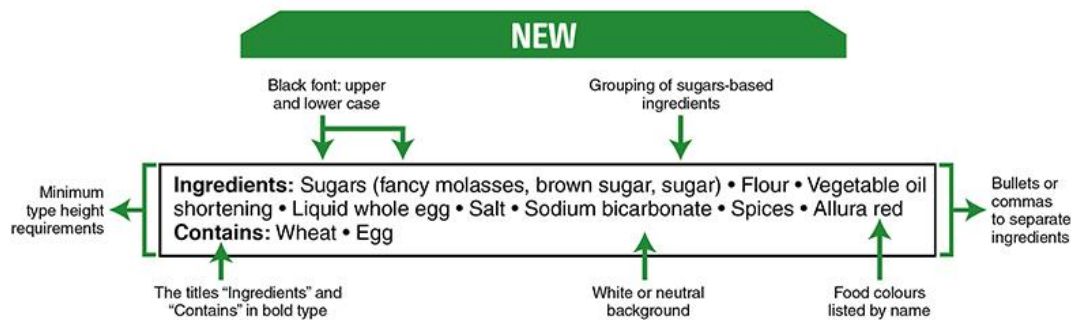 NEW
Black font: upper
and lower case
Grouping of sugars-based
ingredients
Minimum
type height
requirements
Ingredients: Sugars (fancy molasses, brown sugar, sugar) • Flour • Vegetable oil
shortening • Liquid whole egg • Salt • Sodium bicarbonate • Spices • Allura red
Contains: Wheat • Egg
Bullets or
commas
to separate
ingredients
The titles “Ingredients” and
“Contains” in bold type
White or neutral
background
Food colours
listed by name